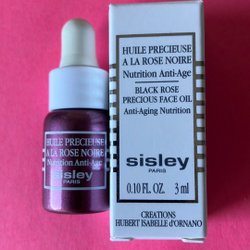 HUILE PRECIEUSE
A LA ROSE NOIRE
Nutrition Anti-Age
sisley
PARIS
HUILE PRECIEUSE
A LA ROSE NOIRE
Nutrition Anti-Age
BLACK ROSE
PRECIOUS FACE OIL
Anti-Aging Nutrition
sisley
PARIS
0.10 FL. OZ. 3 ml
CREATIONS
HUBERT ISABELLE d'ORNANO